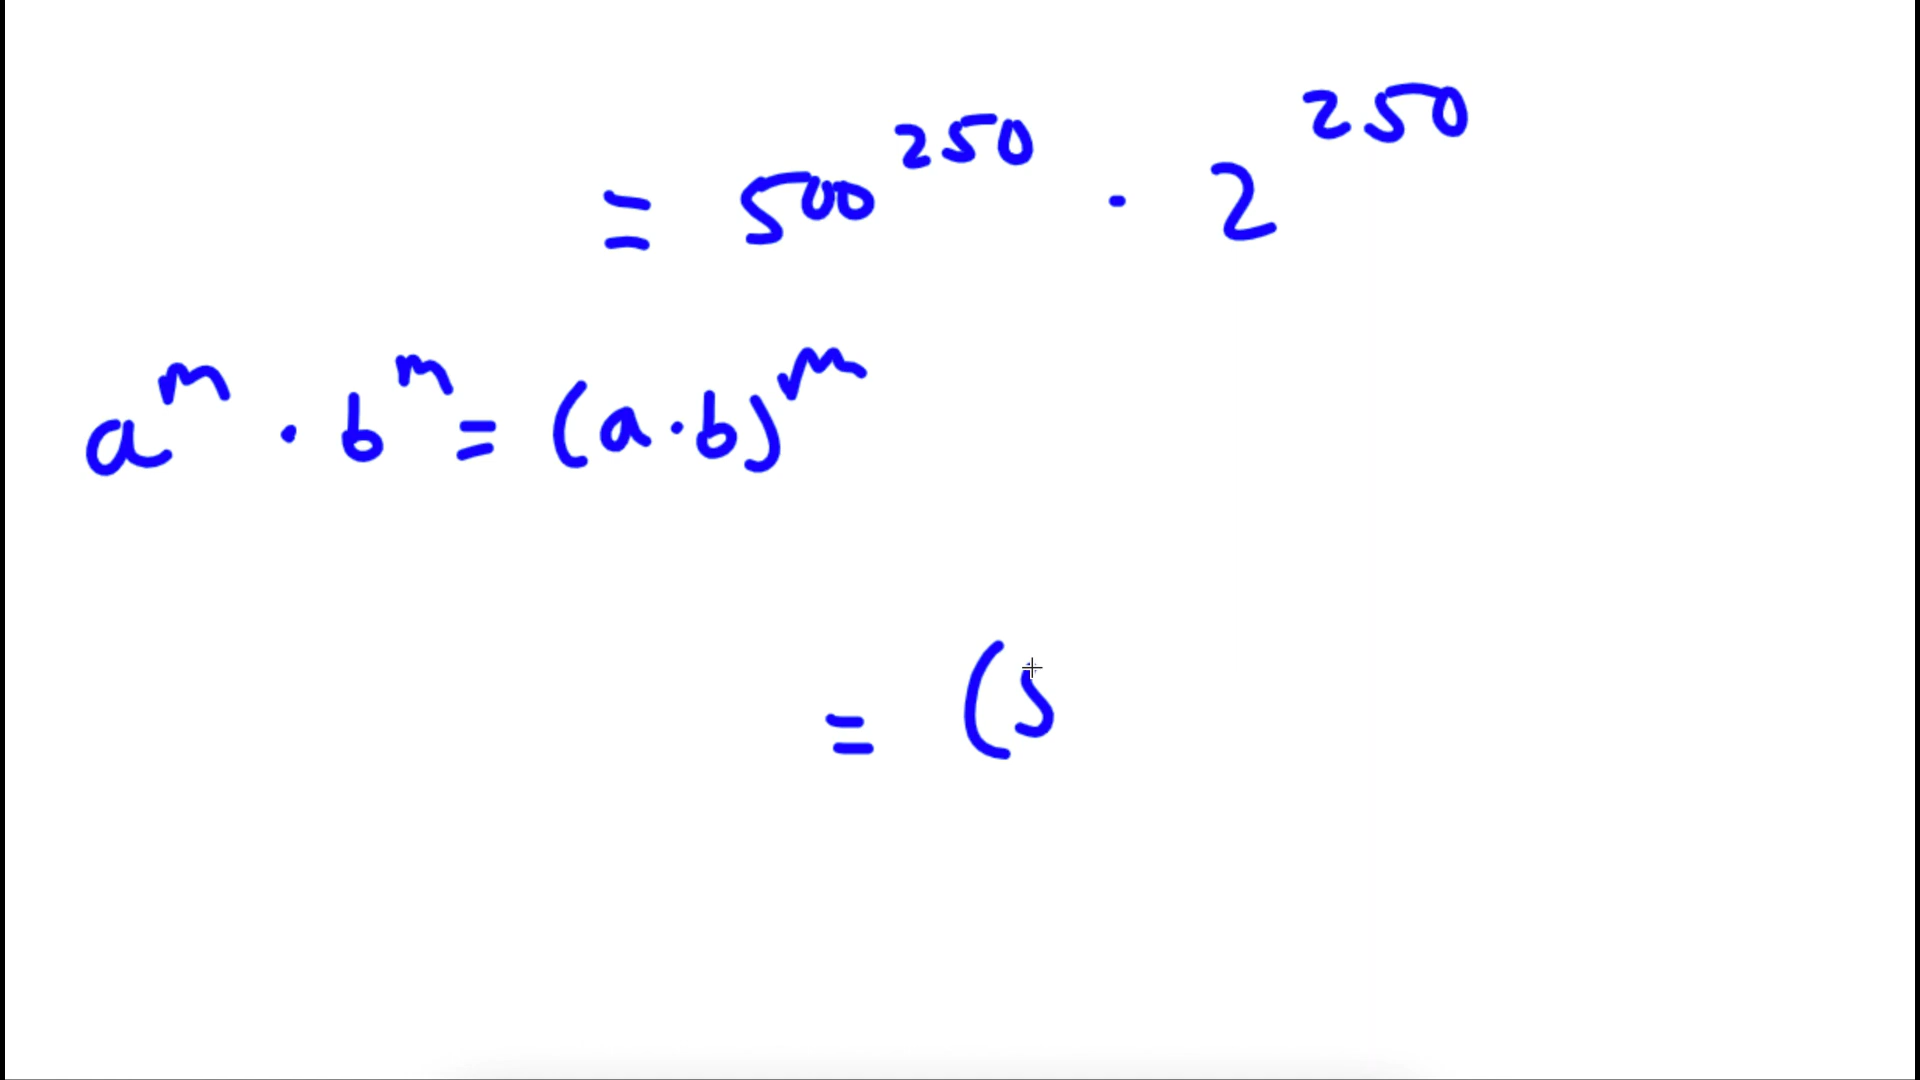 = 500^250 · 2^250
a^m · b^m = (a · b)^m
= (5